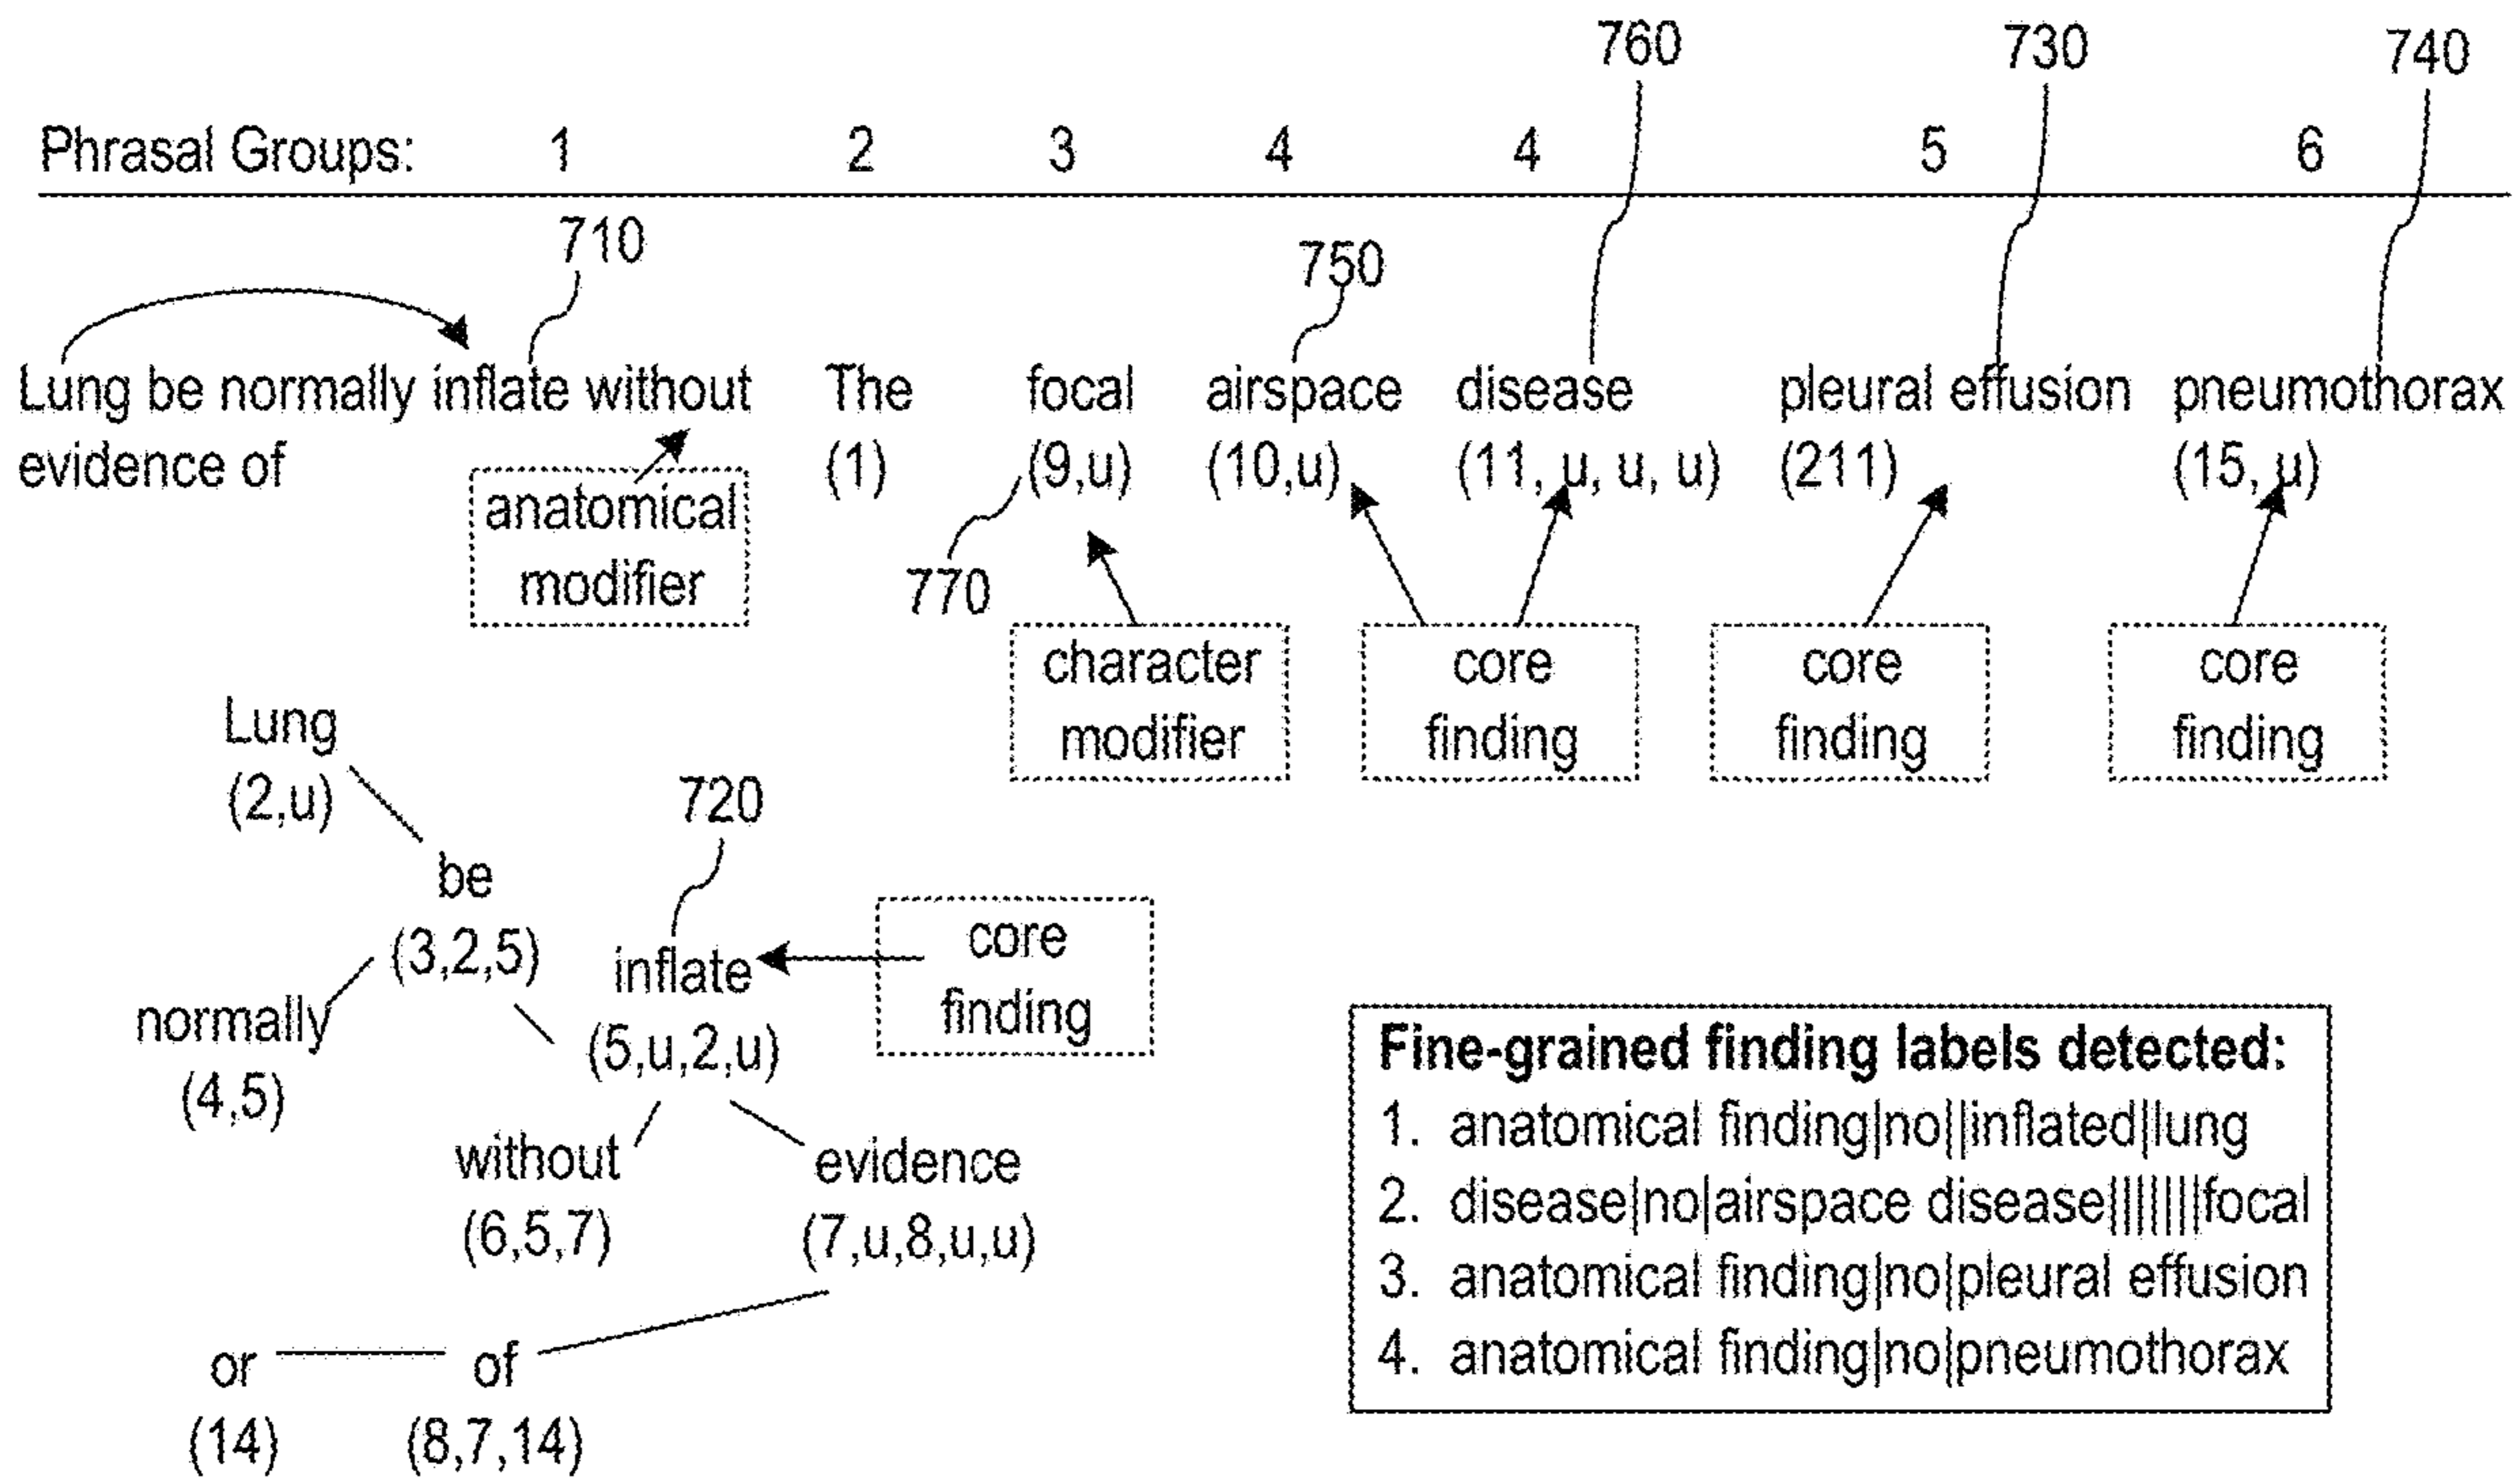 760 730 740
Phrasal Groups: 1 2 3 4 4 5 6
710
750
Lung be normally inflate without The focal airspace disease pleural effusion pneumothorax
evidence of (1) (9,u) (10,u) (11, u, u, u) (211) (15, u)
anatomical
modifier
770
character
modifier
core
finding
core
finding
core
finding
Lung
(2,u)
720
be
(3,2,5)
inflate
(5,u,2,u)
core
finding
normally
(4,5)
without
(6,5,7)
evidence
(7,u,8,u,u)
or
(14)
of
(8,7,14)
Fine-grained finding labels detected:
1. anatomical finding|no||inflated||lung
2. disease|no|airspace disease|||||||focal
3. anatomical finding|no|pleural effusion
4. anatomical finding|no|pneumothorax